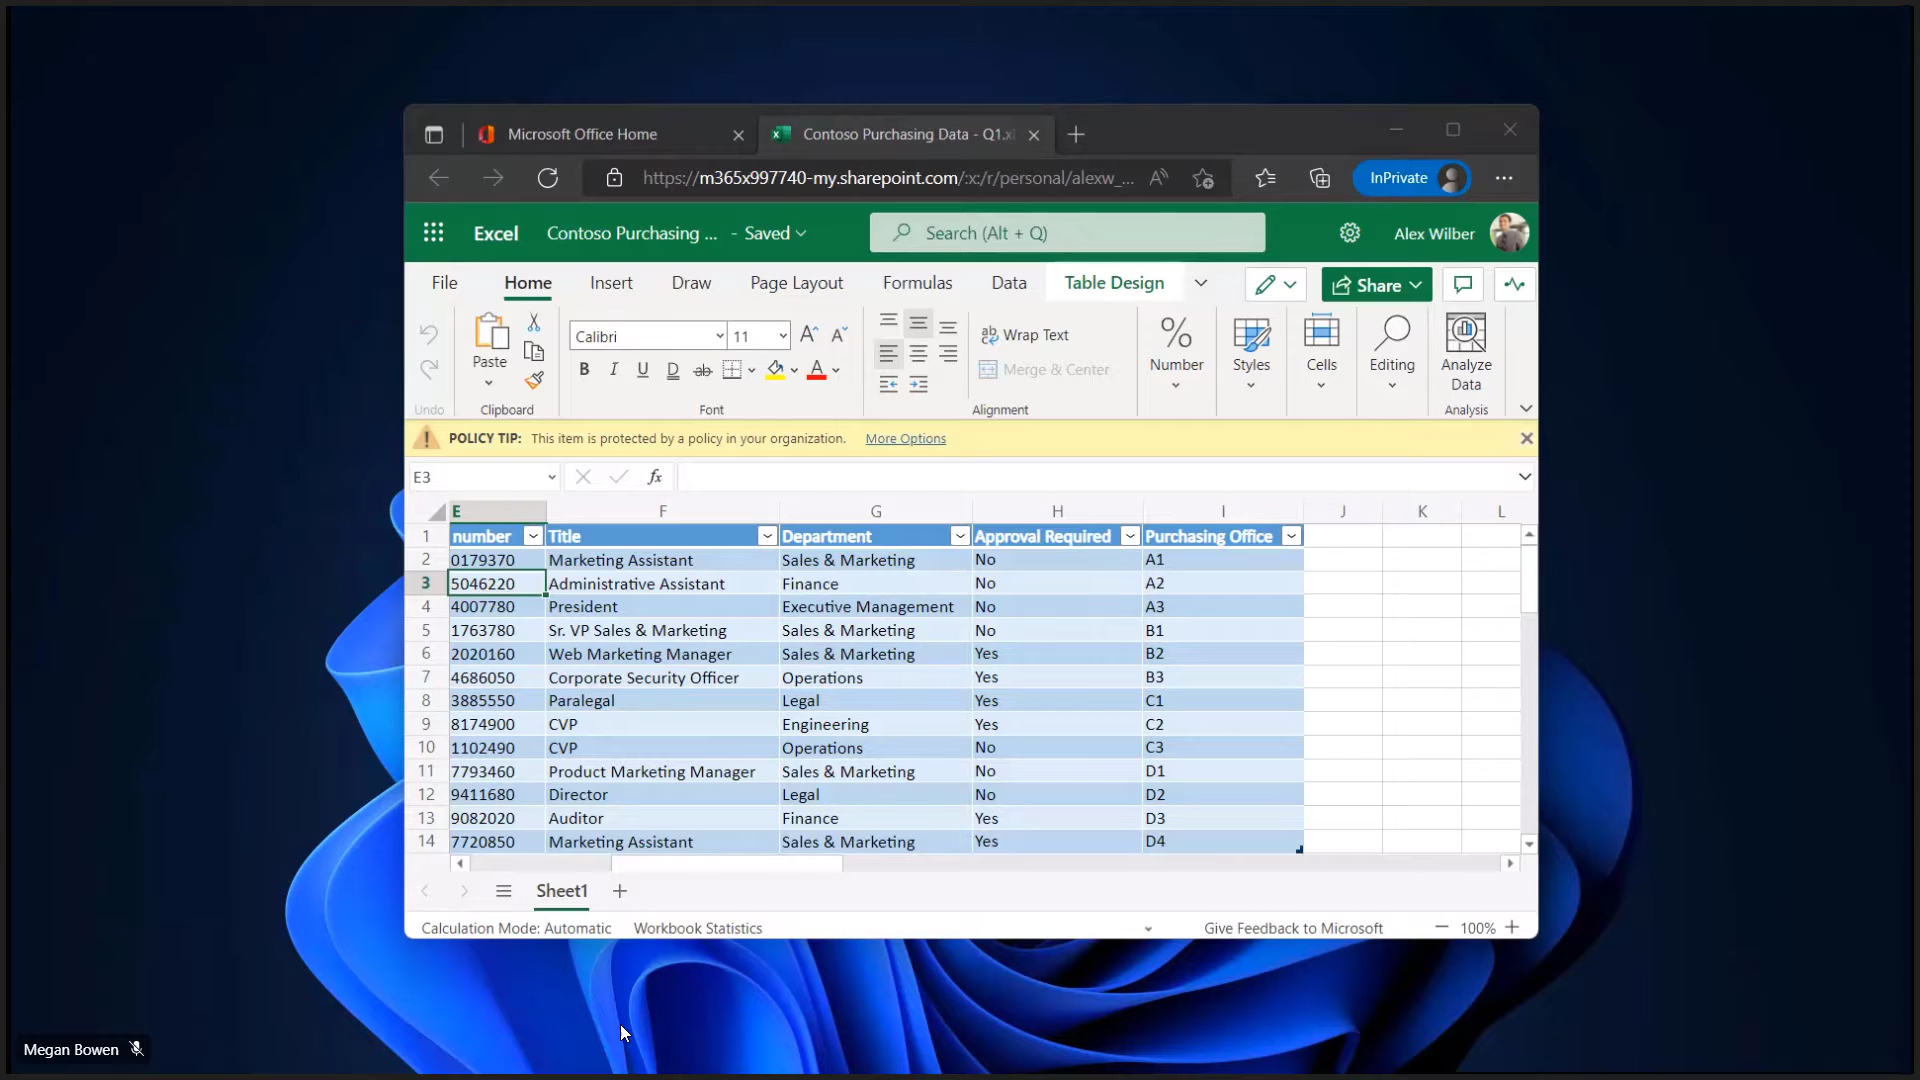 Microsoft Office Home
Contoso Purchasing Data - Q1.xl
https://m365x997740-my.sharepoint.com/:x:/r/personal/alexw_...
InPrivate
Excel
Contoso Purchasing ... - Saved
Search (Alt + Q)
Alex Wilber
File
Home
Insert
Draw
Page Layout
Formulas
Data
Table Design
Share
Paste
Calibri
11
Wrap Text
Merge & Center
Number
Styles
Cells
Editing
Analyze
Data
B I U D ab
A
Undo
Clipboard
Font
Alignment
Analysis
POLICY TIP: This item is protected by a policy in your organization. More Options
E3
fx
E F G H I J K L
1 number Title Department Approval Required Purchasing Office
2 0179370 Marketing Assistant Sales & Marketing No A1
3 5046220 Administrative Assistant Finance No A2
4 4007780 President Executive Management No A3
5 1763780 Sr. VP Sales & Marketing Sales & Marketing No B1
6 2020160 Web Marketing Manager Sales & Marketing Yes B2
7 4686050 Corporate Security Officer Operations Yes B3
8 3885550 Paralegal Legal Yes C1
9 8174900 CVP Engineering Yes C2
10 1102490 CVP Operations No C3
11 7793460 Product Marketing Manager Sales & Marketing No D1
12 9411680 Director Legal No D2
13 9082020 Auditor Finance Yes D3
14 7720850 Marketing Assistant Sales & Marketing Yes D4
Sheet1
Calculation Mode: Automatic
Workbook Statistics
Give Feedback to Microsoft
100%
Megan Bowen